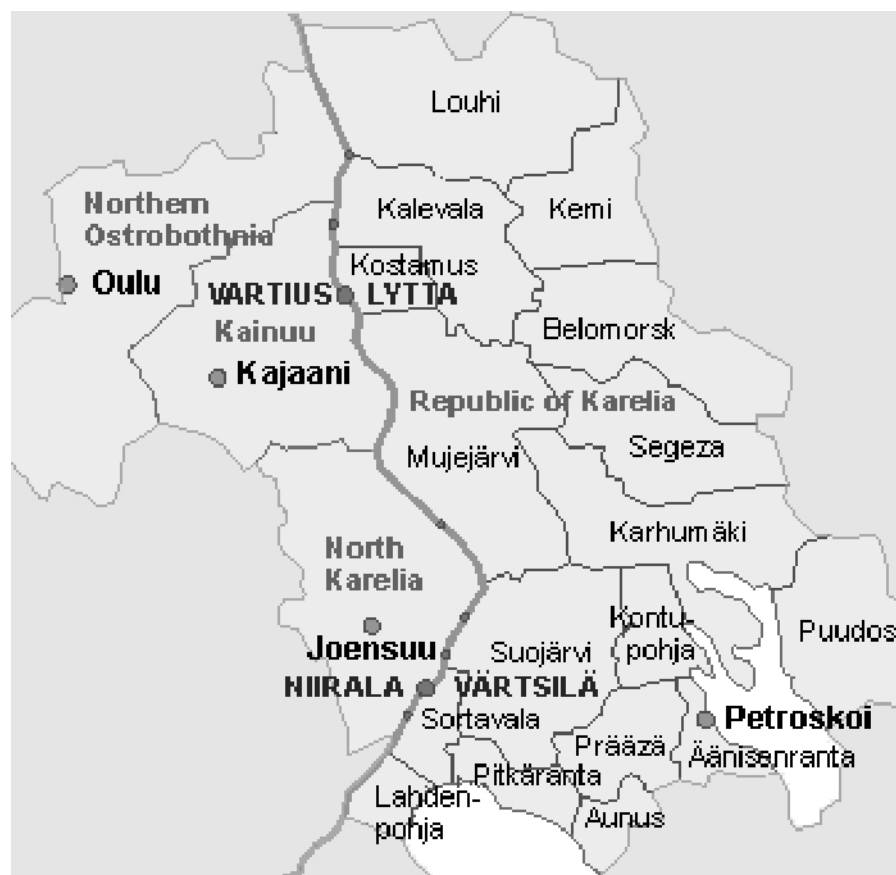 Louhi
Northern
Ostrobothnia
Kalevala
Kemi
Kostamus
Oulu
VARTIUS LYTTA
Kainuu
Belomorsk
Kajaani
Republic of Karelia
Mujejärvi
Segeza
Karhumäki
North
Karelia
Kontu-
pohja
Puudos
Joensuu
Suojärvi
NIIRALA VÄRTSILÄ
Sortavala
Petroskoi
Prääzä
Äänisenranta
Pitkäranta
Lahden-
pohja
Aunus